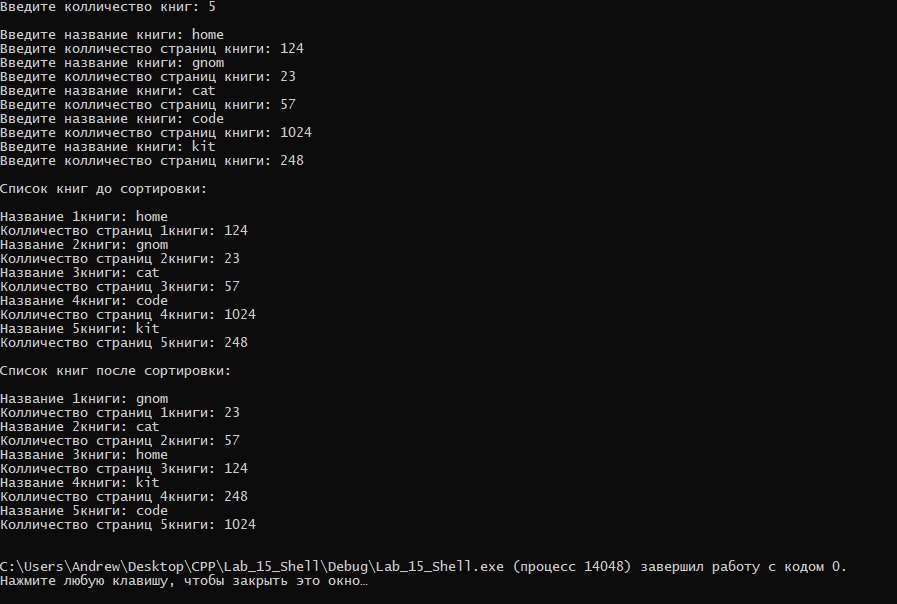 Введите колличество книг: 5
Введите название книги: home
Введите колличество страниц книги: 124
Введите название книги: gnom
Введите колличество страниц книги: 23
Введите название книги: cat
Введите колличество страниц книги: 57
Введите название книги: code
Введите колличество страниц книги: 1024
Введите название книги: kit
Введите колличество страниц книги: 248
Список книг до сортировки:
Название 1книги: home
Колличество страниц 1книги: 124
Название 2книги: gnom
Колличество страниц 2книги: 23
Название 3книги: cat
Колличество страниц 3книги: 57
Название 4книги: code
Колличество страниц 4книги: 1024
Название 5книги: kit
Колличество страниц 5книги: 248
Список книг после сортировки:
Название 1книги: gnom
Колличество страниц 1книги: 23
Название 2книги: cat
Колличество страниц 2книги: 57
Название 3книги: home
Колличество страниц 3книги: 124
Название 4книги: kit
Колличество страниц 4книги: 248
Название 5книги: code
Колличество страниц 5книги: 1024
C:\Users\Andrew\Desktop\CPP\Lab_15_Shell\Debug\Lab_15_Shell.exe (процесс 14048) завершил работу с кодом 0.
Нажмите любую клавишу, чтобы закрыть это окно…